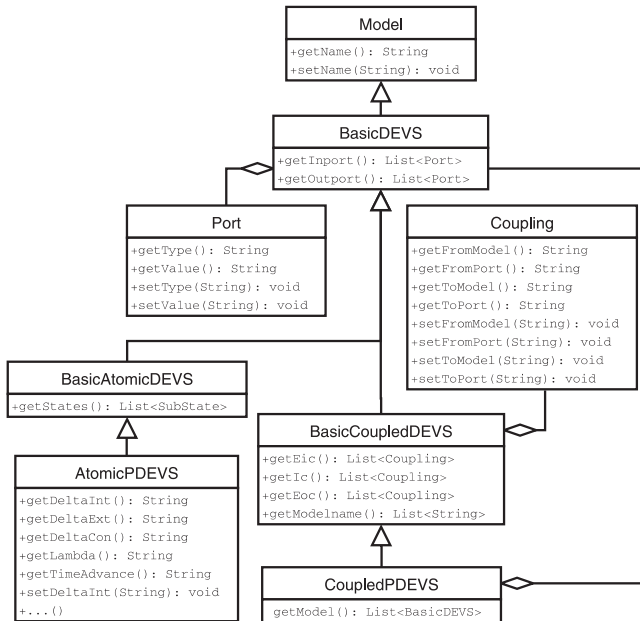 Model
+getName(): String
+setName(String): void
BasicDEVS
+getInport(): List<Port>
+getOutport(): List<Port>
Port
+getType(): String
+getValue(): String
+setType(String): void
+setValue(String): void
Coupling
+getFromModel(): String
+getFromPort(): String
+getToModel(): String
+getToPort(): String
+setFromModel(String): void
+setFromPort(String): void
+setToModel(String): void
+setToPort(String): void
BasicAtomicDEVS
+getStates(): List<SubState>
BasicCoupledDEVS
+getEic(): List<Coupling>
+getIc(): List<Coupling>
+getEoc(): List<Coupling>
+getModelname(): List<String>
AtomicPDEVS
+getDeltaInt(): String
+getDeltaExt(): String
+getDeltaCon(): String
+getLambda(): String
+getTimeAdvance(): String
+setDeltaInt(String): void
+...()
CoupledPDEVS
getModel(): List<BasicDEVS>